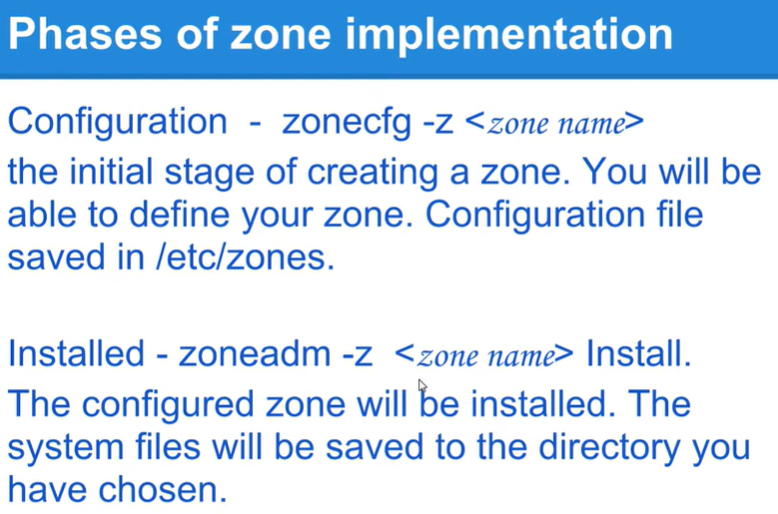 Phases of zone implementation
Configuration - zonecfg -z <zone name>
the initial stage of creating a zone. You will be
able to define your zone. Configuration file
saved in /etc/zones.
Installed - zoneadm -z <zone name> Install.
The configured zone will be installed. The
system files will be saved to the directory you
have chosen.